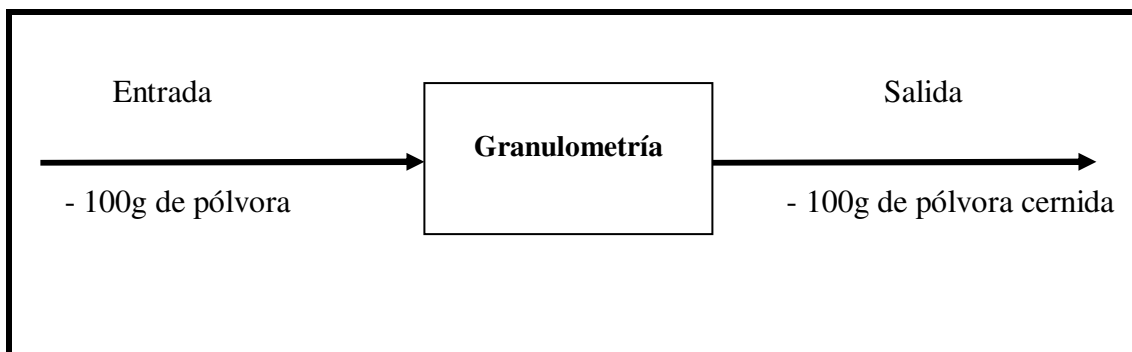 Entrada
Salida
Granulometría
- 100g de pólvora
- 100g de pólvora cernida